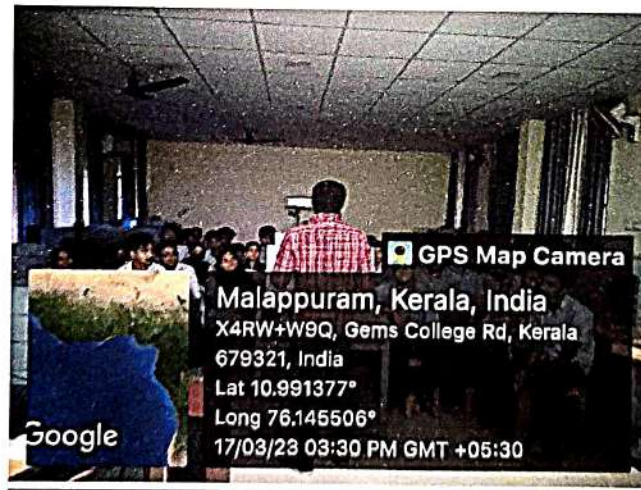 GPS Map Camera
Malappuram, Kerala, India
X4RW+W9Q, Gems College Rd, Kerala
679321, India
Lat 10.991377°
Long 76.145506°
17/03/23 03:30 PM GMT +05:30
Google